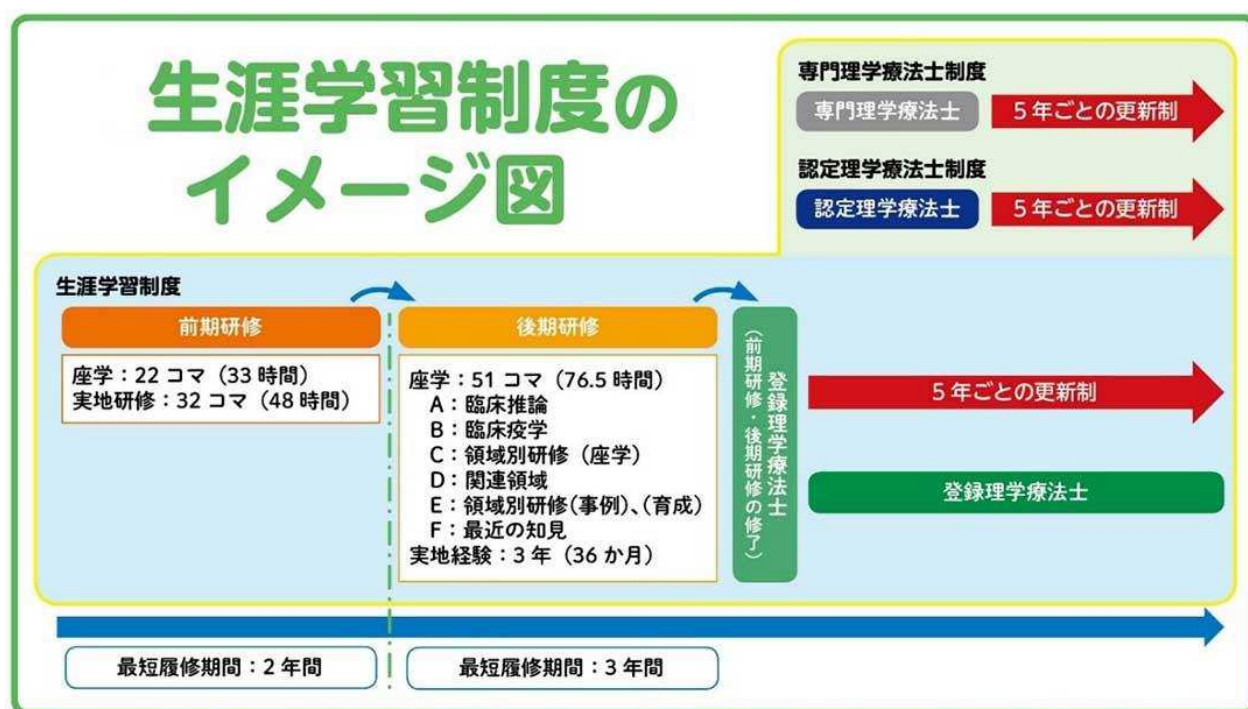 生涯学習制度の
イメージ図
専門理学療法士制度
専門理学療法士
5年ごとの更新制
認定理学療法士制度
認定理学療法士
5年ごとの更新制
生涯学習制度
前期研修
座学：22コマ（33時間）
実地研修：32コマ（48時間）
後期研修
座学：51コマ（76.5時間）
A：臨床推論
B：臨床疫学
C：領域別研修（座学）
D：関連領域
E：領域別研修（事例）、（育成）
F：最近の知見
実地経験：3年（36か月）
登録理学療法士
（前期研修・後期研修の修了）
5年ごとの更新制
登録理学療法士
最短履修期間：2年間
最短履修期間：3年間